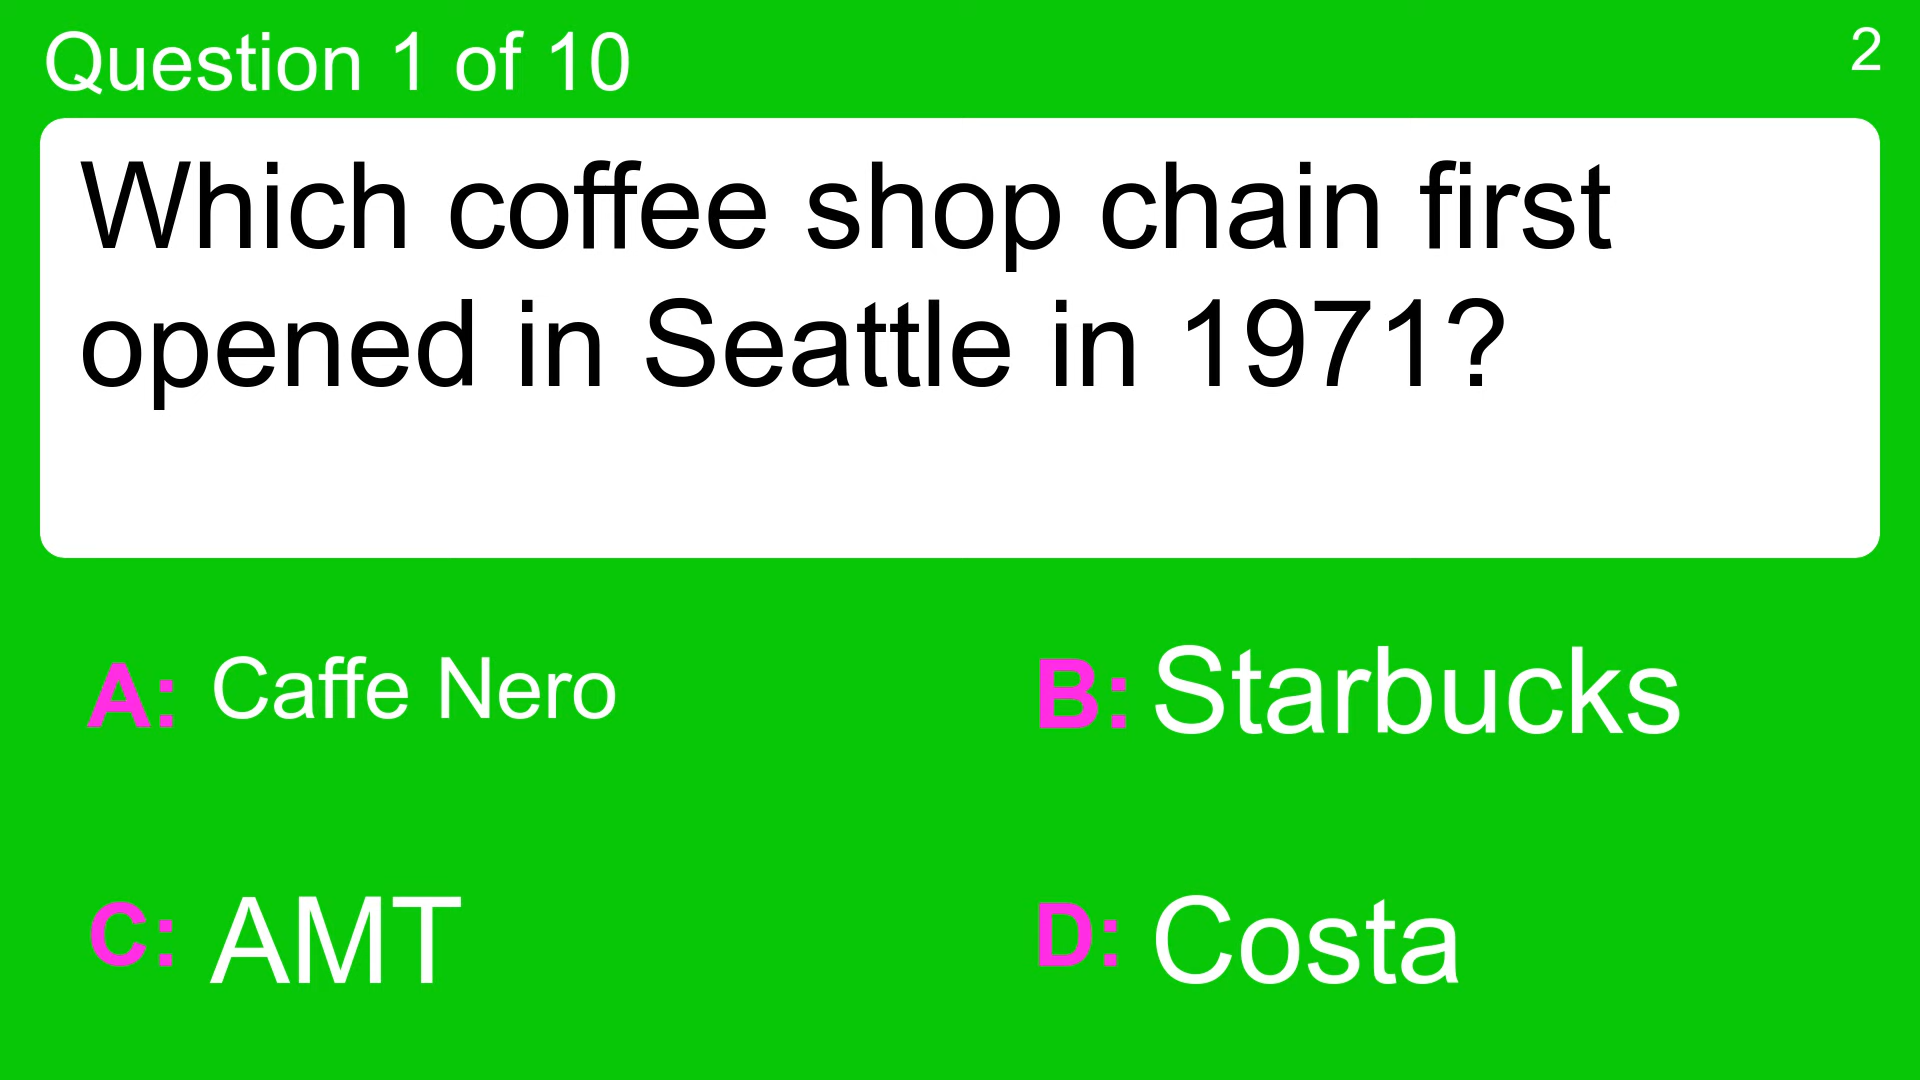 Question 1 of 10
2
Which coffee shop chain first
opened in Seattle in 1971?
A: Caffe Nero
B: Starbucks
C: AMT
D: Costa